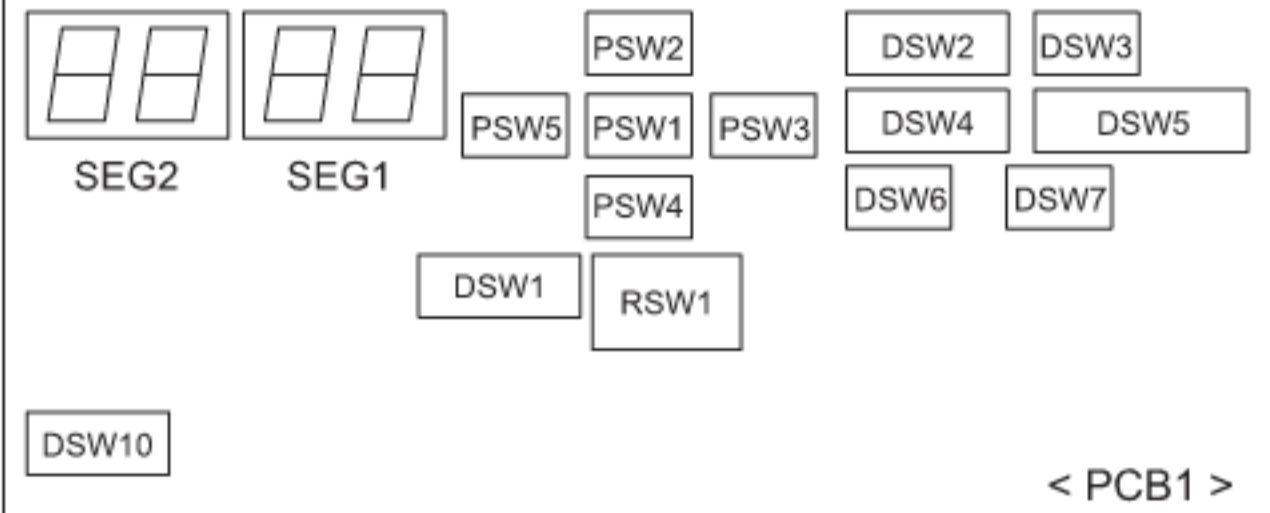 PSW2 DSW2 DSW3
PSW5 PSW1 PSW3 DSW4 DSW5
SEG2 SEG1
PSW4 DSW6 DSW7
DSW1 RSW1
DSW10
< PCB1 >